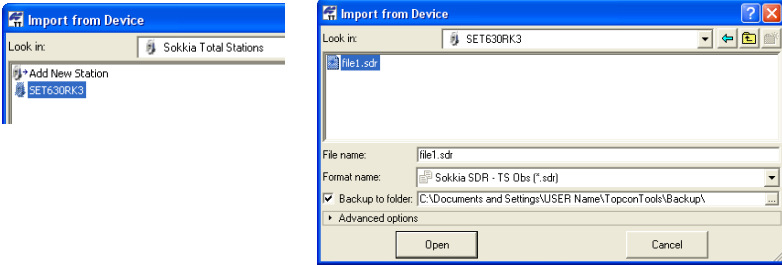 Import from Device
Look in: Sokkia Total Stations
Add New Station
SET630RK3
Import from Device
Look in: SET630RK3
file1.sdr
File name: file1.sdr
Format name: Sokkia SDR - TS Obs (*.sdr)
Backup to folder: C:\Documents and Settings\USER Name\TopconTools\Backup\ ...
Advanced options
Open Cancel